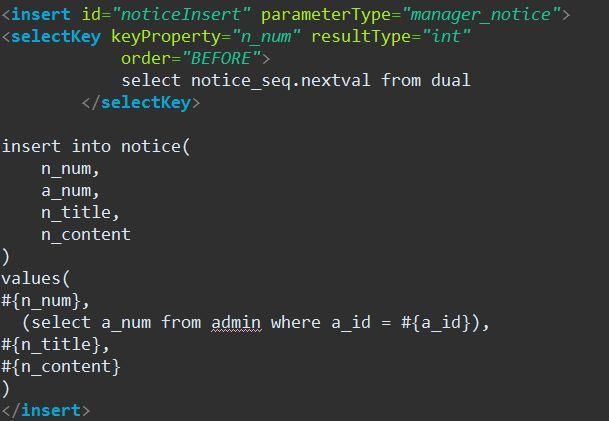 <insert id="noticeInsert" parameterType="manager_notice">
<selectKey keyProperty="n_num" resultType="int"
order="BEFORE">
select notice_seq.nextval from dual
</selectKey>
insert into notice(
n_num,
a_num,
n_title,
n_content
)
values(
#{n_num},
(select a_num from admin where a_id = #{a_id}),
#{n_title},
#{n_content}
)
</insert>